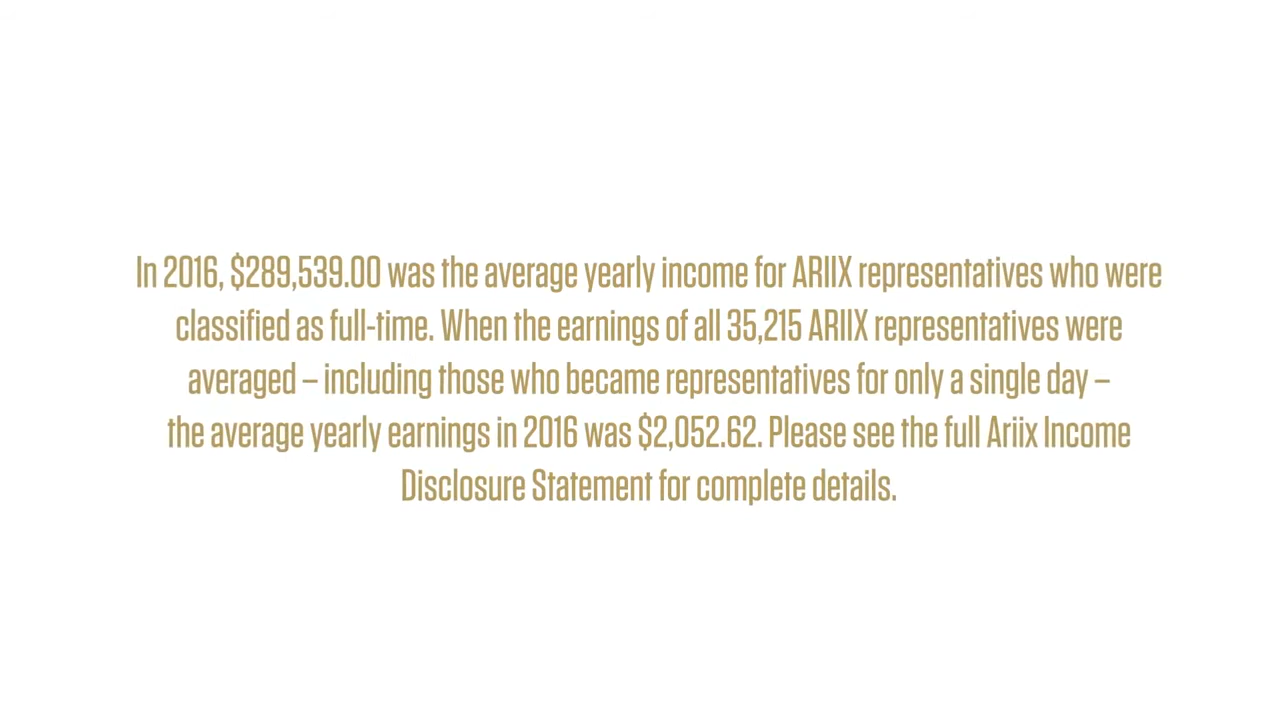 In 2016, $289,539.00 was the average yearly income for ARIIX representatives who were
classified as full-time. When the earnings of all 35,215 ARIIX representatives were
averaged – including those who became representatives for only a single day –
the average yearly earnings in 2016 was $2,052.62. Please see the full Ariix Income
Disclosure Statement for complete details.